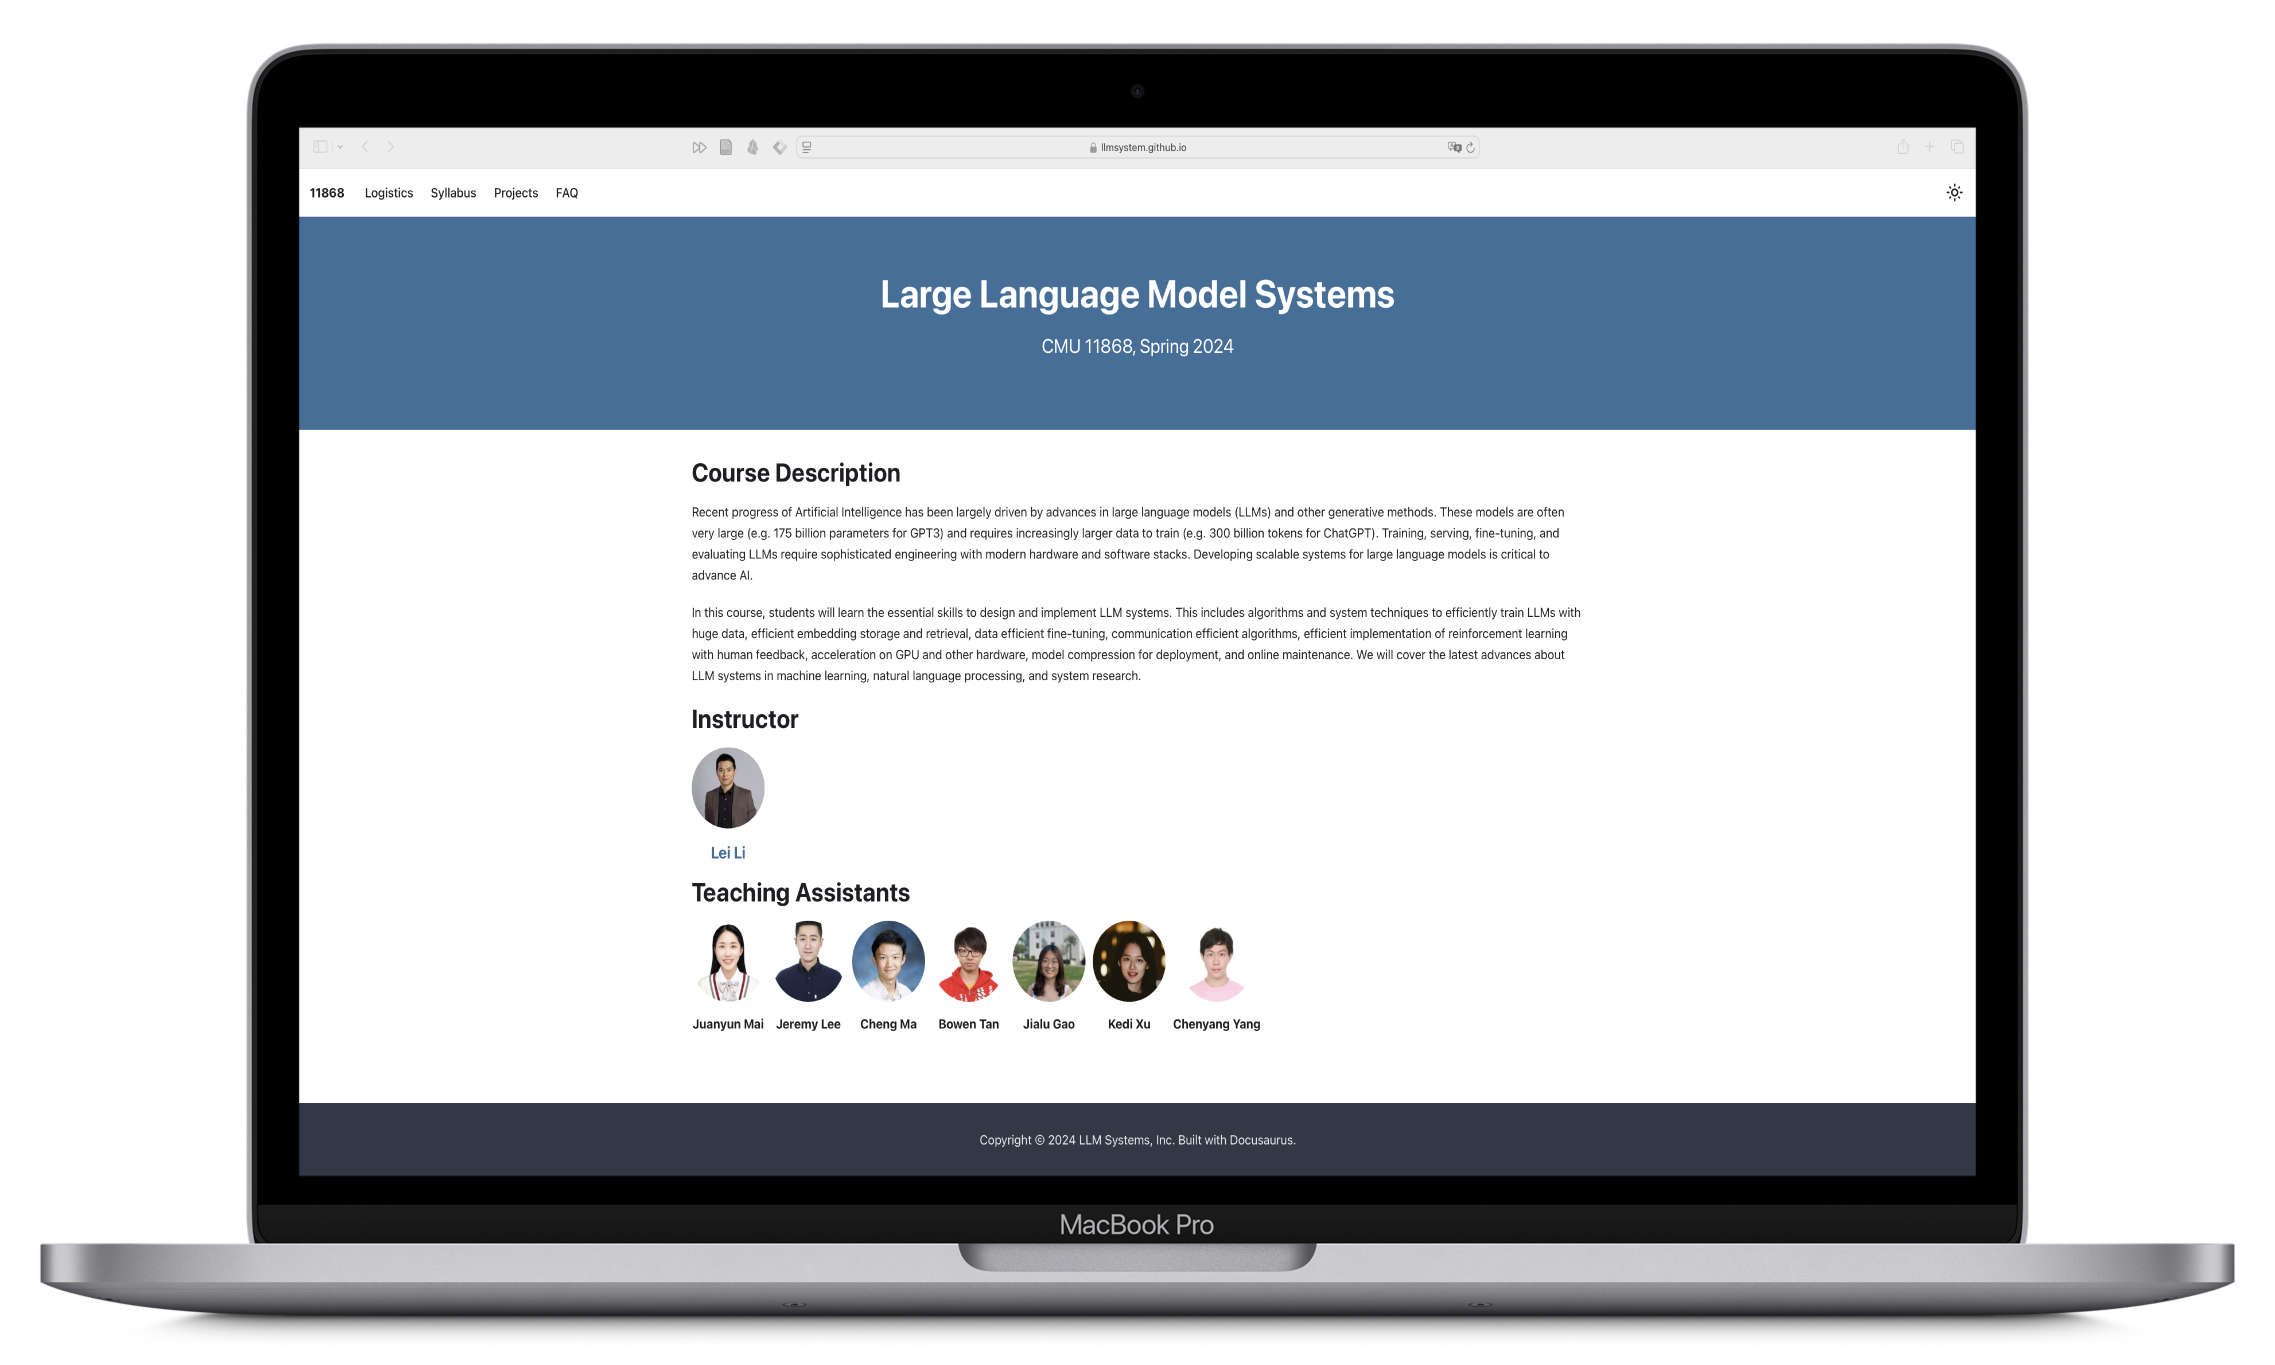 llmsystem.github.io
11868 Logistics Syllabus Projects FAQ
Large Language Model Systems
CMU 11868, Spring 2024
Course Description
Recent progress of Artificial Intelligence has been largely driven by advances in large language models (LLMs) and other generative methods. These models are often
very large (e.g. 175 billion parameters for GPT3) and requires increasingly larger data to train (e.g. 300 billion tokens for ChatGPT). Training, serving, fine-tuning, and
evaluating LLMs require sophisticated engineering with modern hardware and software stacks. Developing scalable systems for large language models is critical to
advance AI.
In this course, students will learn the essential skills to design and implement LLM systems. This includes algorithms and system techniques to efficiently train LLMs with
huge data, efficient embedding storage and retrieval, data efficient fine-tuning, communication efficient algorithms, efficient implementation of reinforcement learning
with human feedback, acceleration on GPU and other hardware, model compression for deployment, and online maintenance. We will cover the latest advances about
LLM systems in machine learning, natural language processing, and system research.
Instructor
Lei Li
Teaching Assistants
Juanyun Mai Jeremy Lee Cheng Ma Bowen Tan Jialu Gao Kedi Xu Chenyang Yang
Copyright © 2024 LLM Systems, Inc. Built with Docusaurus.
MacBook Pro